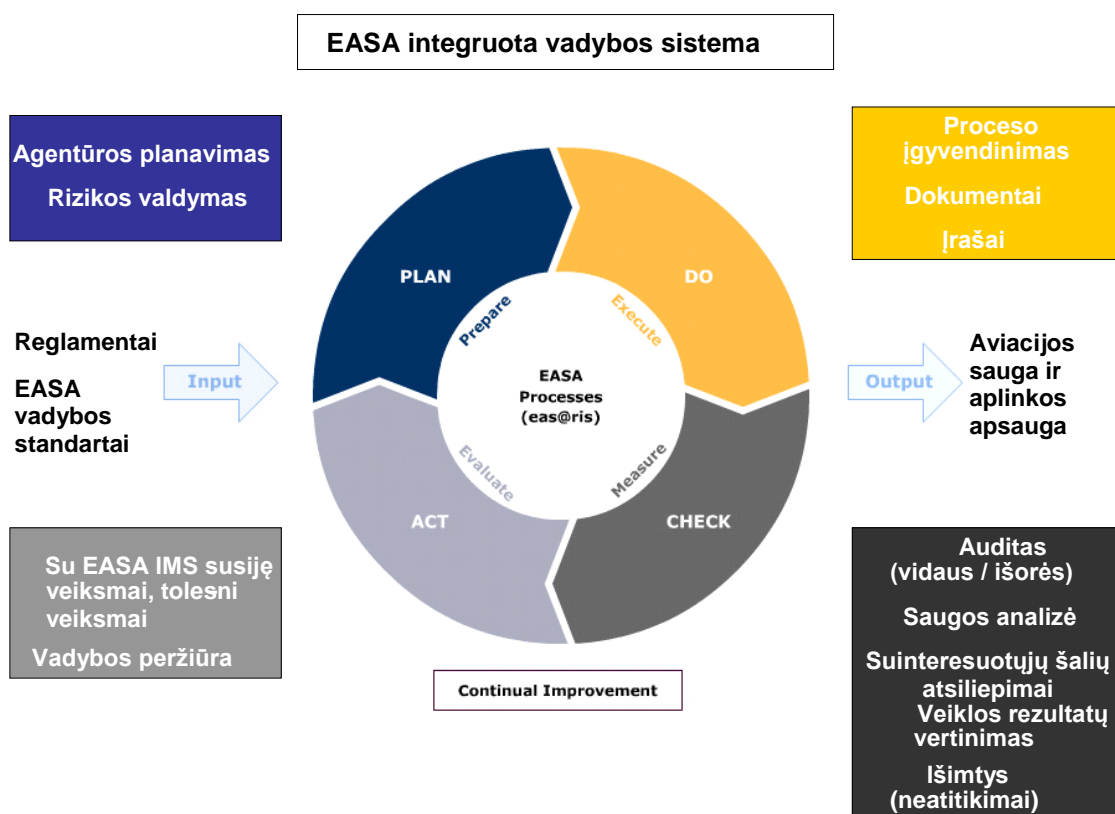 EASA integruota vadybos sistema
Agentūros planavimas
Rizikos valdymas
Proceso
įgyvendinimas
Dokumentai
Įrašai
PLAN
Prepare
DO
Execute
Reglamentai
EASA
vadybos
standartai
Input
EASA
Processes
(eas@ris)
Output
Aviacijos
sauga ir
aplinkos
apsauga
Evaluate
ACT
Measure
CHECK
Su EASA IMS susiję
veiksmai, tolesni
veiksmai
Vadybos peržiūra
Auditas
(vidaus / išorės)
Saugos analizė
Suinteresuotųjų šalių
atsiliepimai
Veiklos rezultatų
vertinimas
Išimtys
(neatitikimai)
Continual Improvement